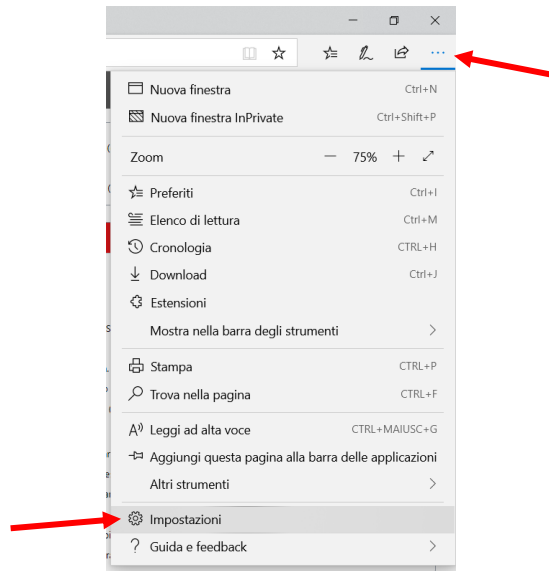 Nuova finestra Ctrl+N
Nuova finestra InPrivate Ctrl+Shift+P
Zoom 75%
Preferiti Ctrl+I
Elenco di lettura Ctrl+M
Cronologia CTRL+H
Download Ctrl+J
Estensioni
Mostra nella barra degli strumenti
Stampa CTRL+P
Trova nella pagina CTRL+F
Leggi ad alta voce CTRL+MAIUSC+G
Aggiungi questa pagina alla barra delle applicazioni
Altri strumenti
Impostazioni
Guida e feedback